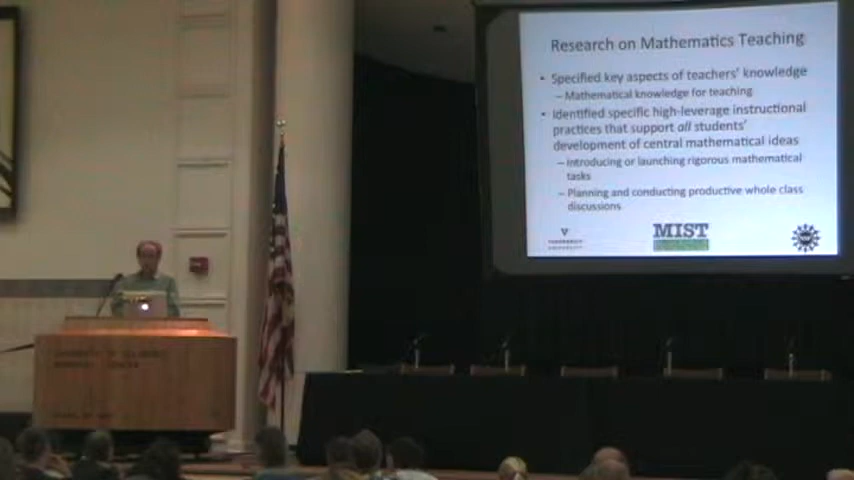 Research on Mathematics Teaching
• Specified key aspects of teachers' knowledge
– Mathematical knowledge for teaching
• Identified specific high-leverage instructional
practices that support all students'
development of central mathematical ideas
– Introducing or launching rigorous mathematical
tasks
– Planning and conducting productive whole class
discussions
V
VANDERBILT
UNIVERSITY
MIST